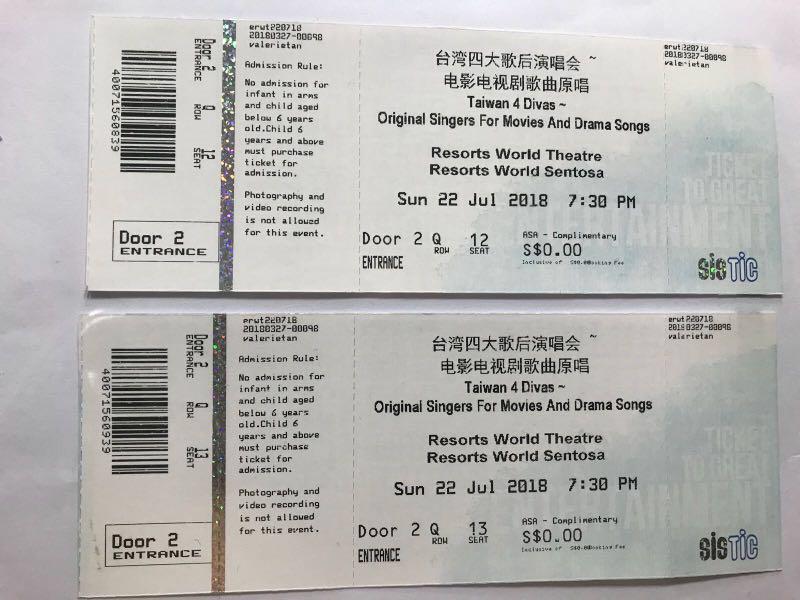 erwt220718
20180327-00098
valerietan
Door 2
ENTRANCE
Q
ROW
12
SEAT
40071560839
Door 2
ENTRANCE
Admission Rule:
No admission for
infant in arms
and child aged
below 6 years
old.Child 6
years and above
must purchase
ticket for
admission.
Photography and
video recording
is not allowed
for this event.
台湾四大歌后演唱会 ~
电影电视剧歌曲原唱
Taiwan 4 Divas ~
Original Singers For Movies And Drama Songs
Resorts World Theatre
Resorts World Sentosa
Sun 22 Jul 2018 7:30 PM
Door 2 Q 12
ENTRANCE ROW SEAT
ASA - Complimentary
S$0.00
Inclusive of S$0.00Booking Fee
erwt220718
20180327-00098
valerietan
TICKET
TO GREAT
SISTIC
erwt220718
20180327-00098
valerietan
Door 2
ENTRANCE
Q
ROW
13
SEAT
40071560939
Door 2
ENTRANCE
Admission Rule:
No admission for
infant in arms
and child aged
below 6 years
old.Child 6
years and above
must purchase
ticket for
admission.
Photography and
video recording
is not allowed
for this event.
台湾四大歌后演唱会 ~
电影电视剧歌曲原唱
Taiwan 4 Divas ~
Original Singers For Movies And Drama Songs
Resorts World Theatre
Resorts World Sentosa
Sun 22 Jul 2018 7:30 PM
Door 2 Q 13
ENTRANCE ROW SEAT
ASA - Complimentary
S$0.00
Inclusive of S$0.00Booking Fee
erwt220718
20180327-00098
valerietan
TICKET
TO GREAT
SISTIC